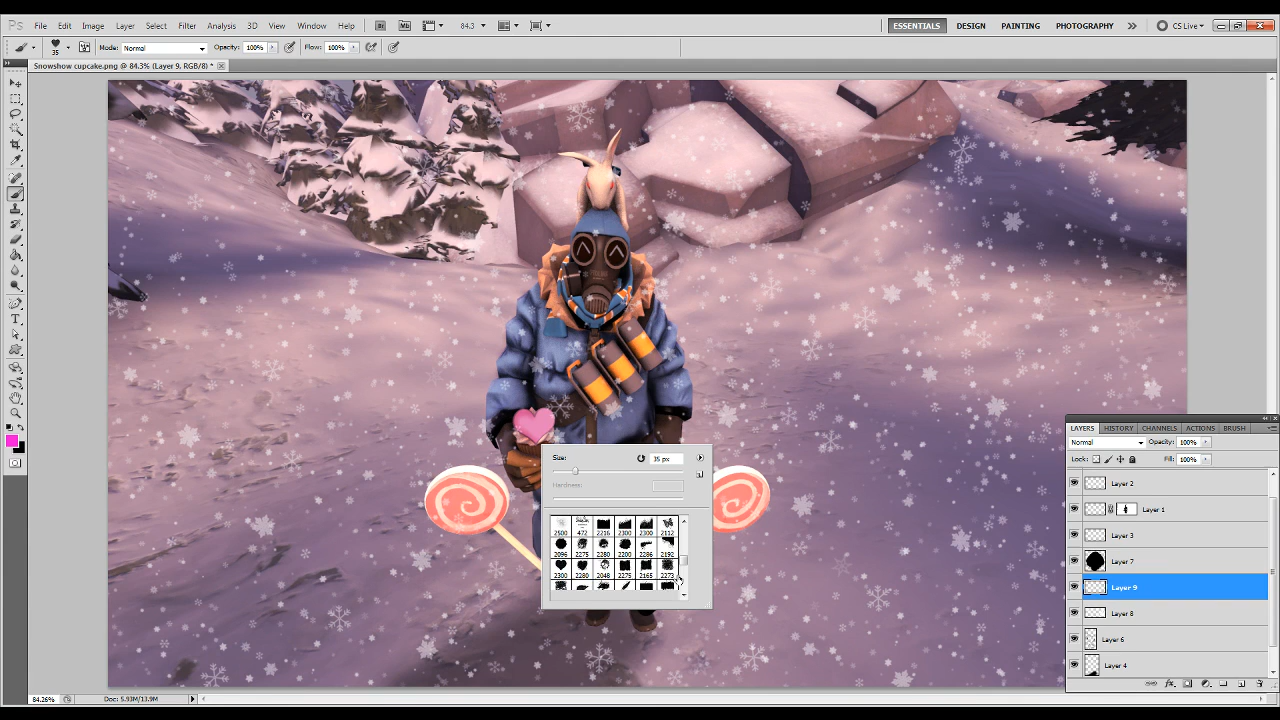 Ps File Edit Image Layer Select Filter Analysis 3D View Window Help Br Mb 84.3 ESSENTIALS DESIGN PAINTING PHOTOGRAPHY CS Live
35 Mode: Normal Opacity: 100% Flow: 100%
Snowshow cupcake.png @ 84.3% (Layer 9, RGB/8) *
Size: 35 px
Hardness:
2500 472 2216 2300 2300 2112
2096 2275 2280 2200 2286 2192
2300 2280 2048 2275 2165 2273
LAYERS HISTORY CHANNELS ACTIONS BRUSH
Normal Opacity: 100%
Lock: Fill: 100%
Layer 2
Layer 1
Layer 3
Layer 7
Layer 9
Layer 8
Layer 6
Layer 4
84.26% Doc: 5.93M/13.9M